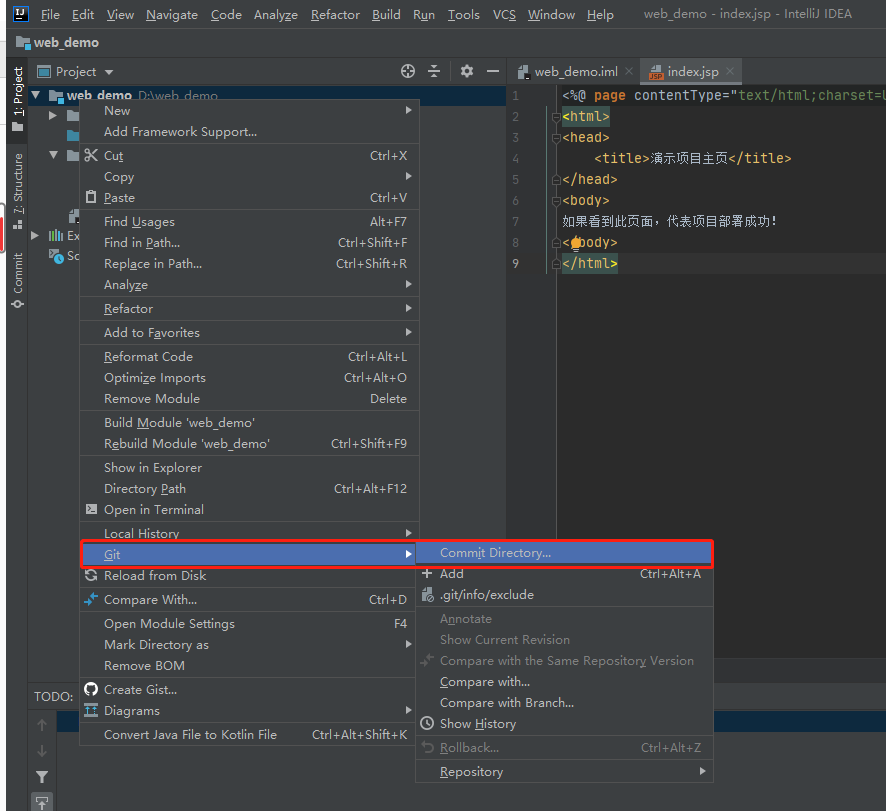 File Edit View Navigate Code Analyze Refactor Build Run Tools VCS Window Help web_demo - index.jsp - IntelliJ IDEA
web_demo
Project
web_demo.iml index.jsp
1: Project
7: Structure
Commit
web_demo D:\web_demo
Ex
Sc
New
Add Framework Support...
Cut Ctrl+X
Copy
Paste Ctrl+V
Find Usages Alt+F7
Find in Path... Ctrl+Shift+F
Replace in Path... Ctrl+Shift+R
Analyze
Refactor
Add to Favorites
Reformat Code Ctrl+Alt+L
Optimize Imports Ctrl+Alt+O
Remove Module Delete
Build Module 'web_demo'
Rebuild Module 'web_demo' Ctrl+Shift+F9
Show in Explorer
Directory Path Ctrl+Alt+F12
Open in Terminal
Local History
Git
Reload from Disk
Compare With... Ctrl+D
Open Module Settings F4
Mark Directory as
Remove BOM
Create Gist...
Diagrams
Convert Java File to Kotlin File Ctrl+Alt+Shift+K
Commit Directory...
Add Ctrl+Alt+A
.git/info/exclude
Annotate
Show Current Revision
Compare with the Same Repository Version
Compare with...
Compare with Branch...
Show History
Rollback... Ctrl+Alt+Z
Repository
1 <%@ page contentType="text/html;charset=U
2 <html>
3 <head>
4 <title>演示项目主页</title>
5 </head>
6 <body>
7 如果看到此页面，代表项目部署成功！
8 </body>
9 </html>
TODO: